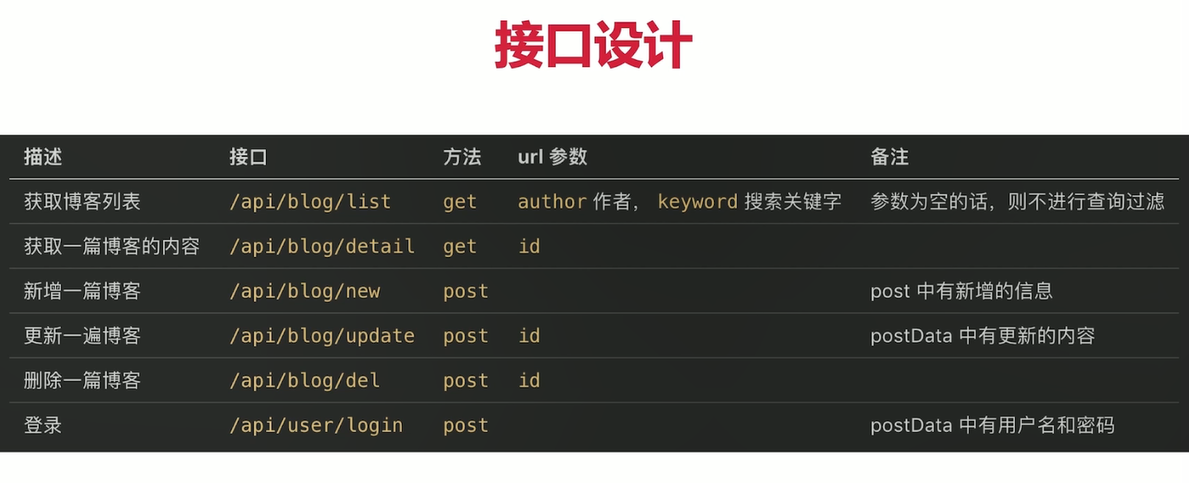 接口设计
描述 接口 方法 url 参数 备注
获取博客列表 /api/blog/list get author 作者， keyword 搜索关键字 参数为空的话，则不进行查询过滤
获取一篇博客的内容 /api/blog/detail get id
新增一篇博客 /api/blog/new post post 中有新增的信息
更新一遍博客 /api/blog/update post id postData 中有更新的内容
删除一篇博客 /api/blog/del post id
登录 /api/user/login post postData 中有用户名和密码